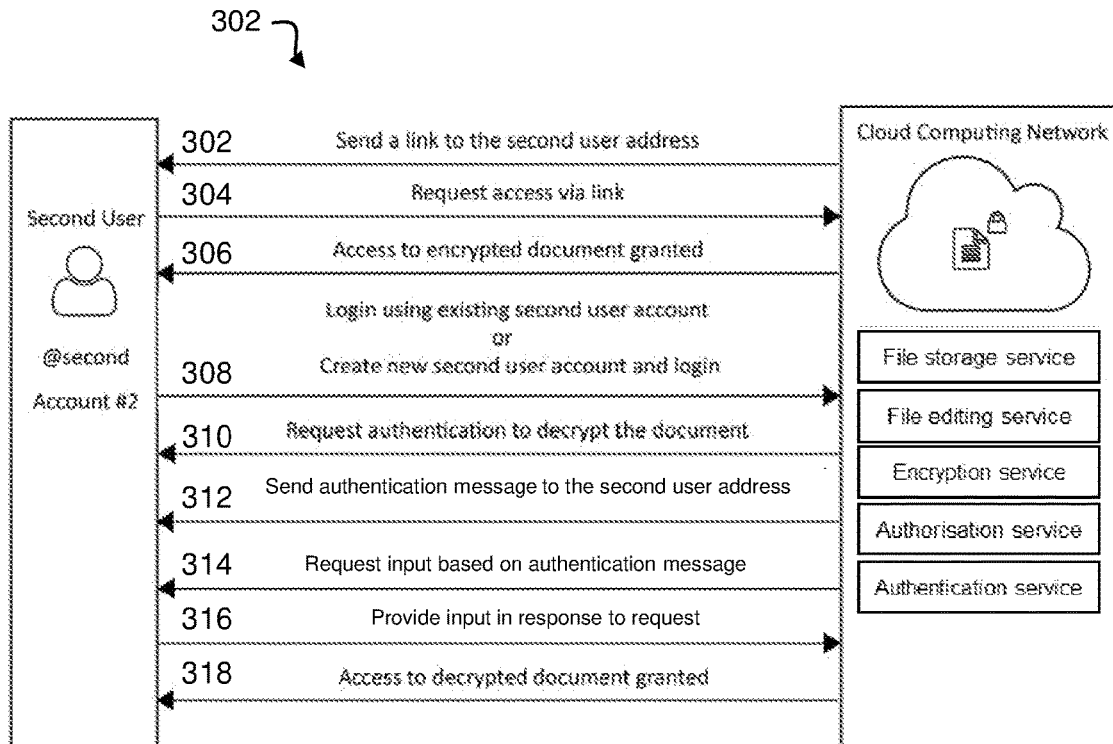 302
302
Send a link to the second user address
304
Request access via link
306
Access to encrypted document granted
Login using existing second user account
or
308
Create new second user account and login
310
Request authentication to decrypt the document
312
Send authentication message to the second user address
314
Request input based on authentication message
316
Provide input in response to request
318
Access to decrypted document granted
Second User
@second
Account #2
Cloud Computing Network
File storage service
File editing service
Encryption service
Authorisation service
Authentication service